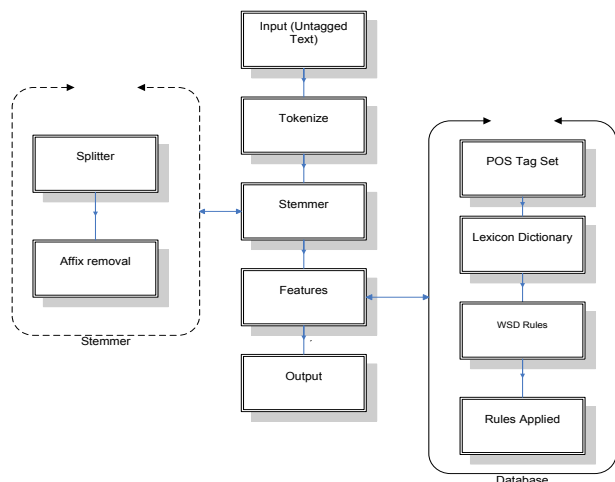 Input (Untagged
Text)
Tokenize
Stemmer
Features
Output
Splitter
Affix removal
Stemmer
POS Tag Set
Lexicon Dictionary
WSD Rules
Rules Applied
Database